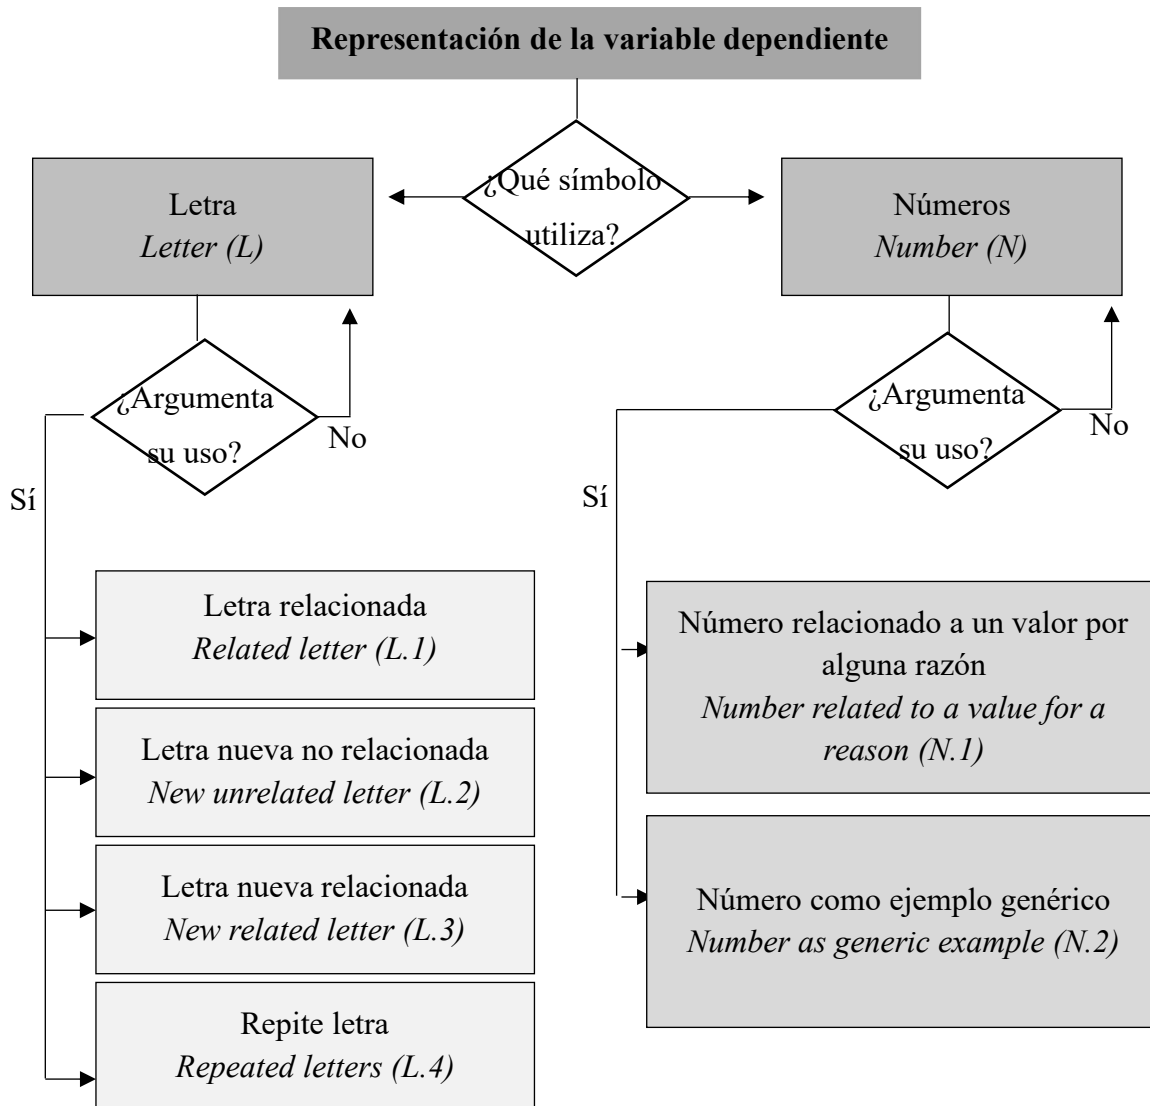 Representación de la variable dependiente
¿Qué símbolo
utiliza?
Letra
Letter (L)
Números
Number (N)
¿Argumenta
su uso?
No
Sí
¿Argumenta
su uso?
No
Sí
Letra relacionada
Related letter (L.1)
Letra nueva no relacionada
New unrelated letter (L.2)
Letra nueva relacionada
New related letter (L.3)
Repite letra
Repeated letters (L.4)
Número relacionado a un valor por
alguna razón
Number related to a value for a
reason (N.1)
Número como ejemplo genérico
Number as generic example (N.2)